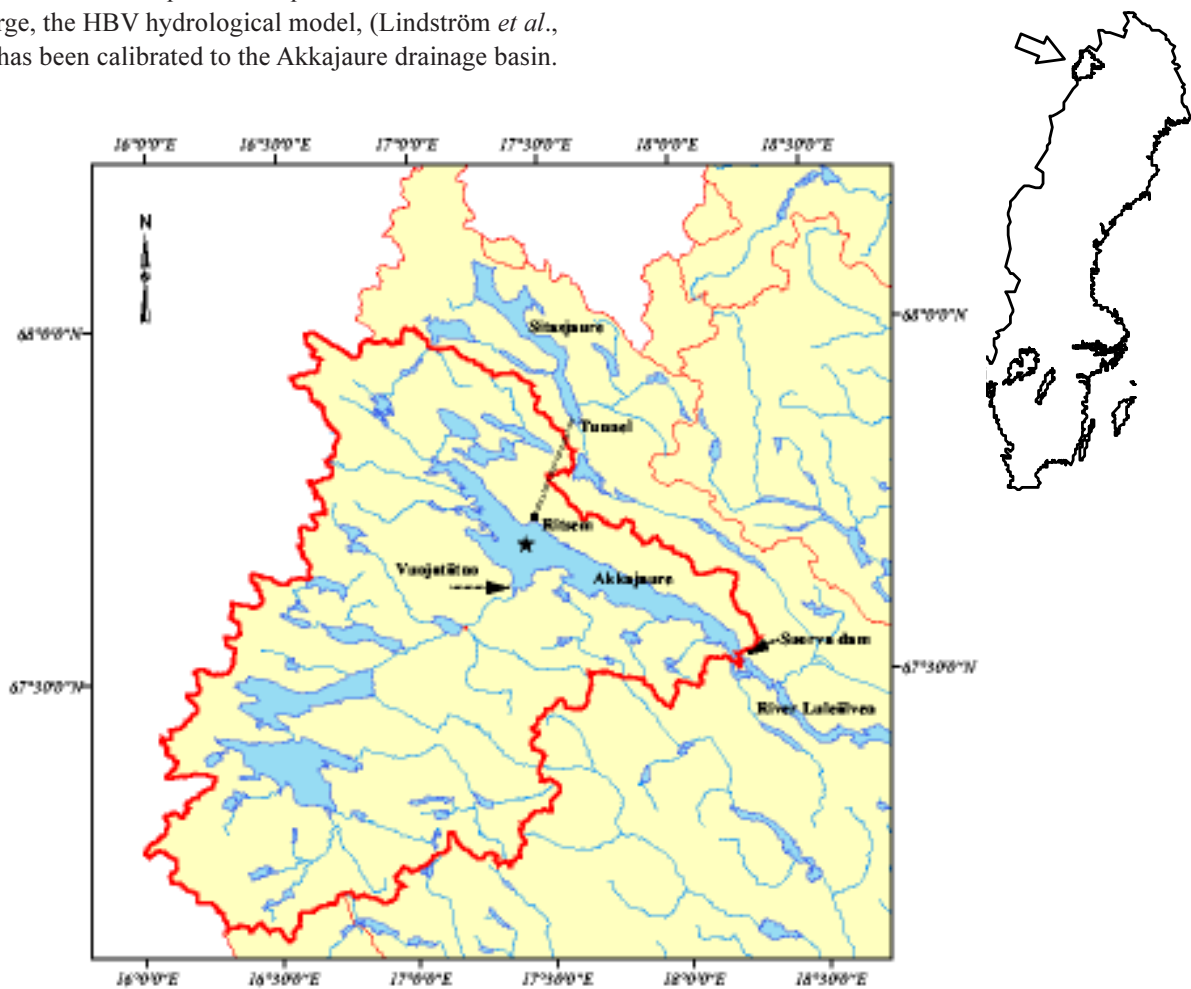 rge, the HBV hydrological model, (Lindström et al.,
has been calibrated to the Akkajaure drainage basin.
16°0'0"E 16°30'0"E 17°0'0"E 17°30'0"E 18°0'0"E 18°30'0"E
N
68°0'0"N
68°0'0"N
Sitasjaure
Tunnel
Ritsem
Vuojatätno
Akkajaure
Suorva dam
67°30'0"N
67°30'0"N
River Luleälven
16°0'0"E 16°30'0"E 17°0'0"E 17°30'0"E 18°0'0"E 18°30'0"E